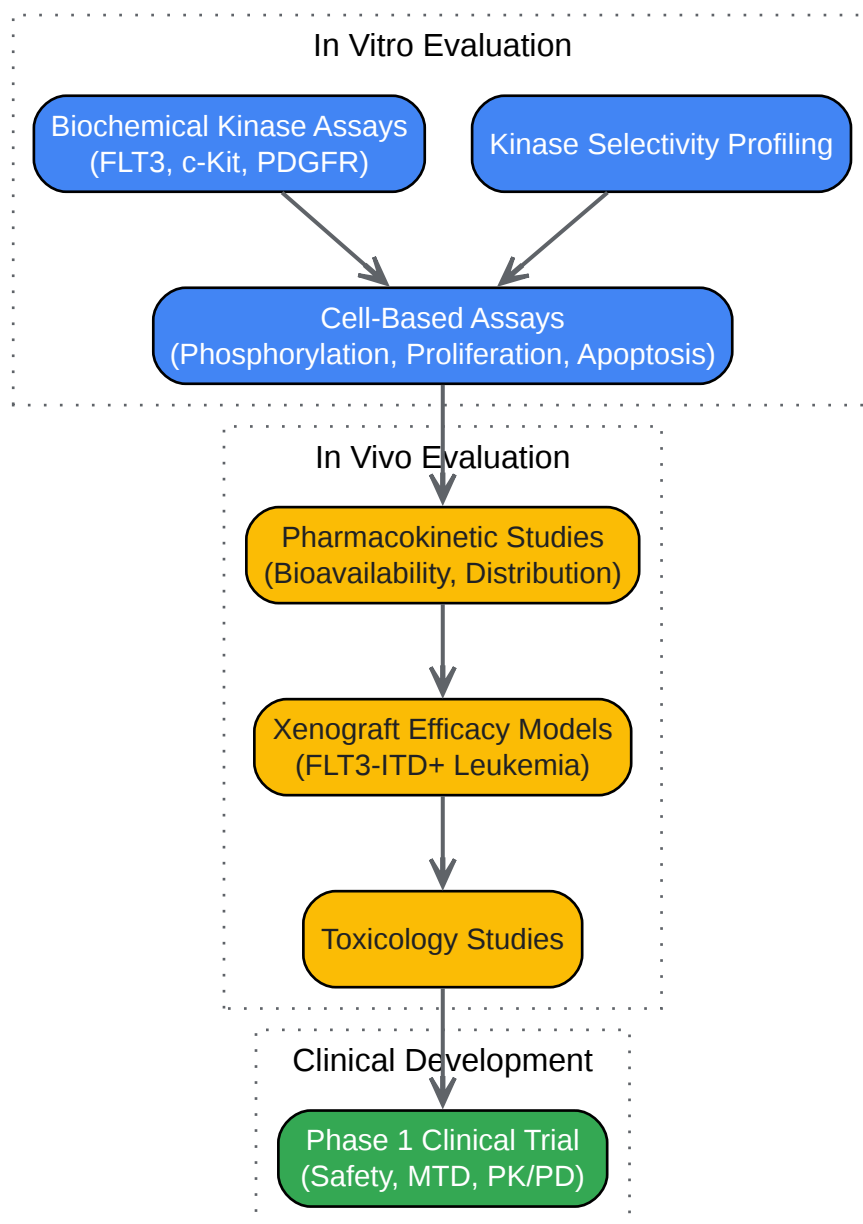 In Vitro Evaluation
Biochemical Kinase Assays
(FLT3, c-Kit, PDGFR)
Kinase Selectivity Profiling
Cell-Based Assays
(Phosphorylation, Proliferation, Apoptosis)
In Vivo Evaluation
Pharmacokinetic Studies
(Bioavailability, Distribution)
Xenograft Efficacy Models
(FLT3-ITD+ Leukemia)
Toxicology Studies
Clinical Development
Phase 1 Clinical Trial
(Safety, MTD, PK/PD)